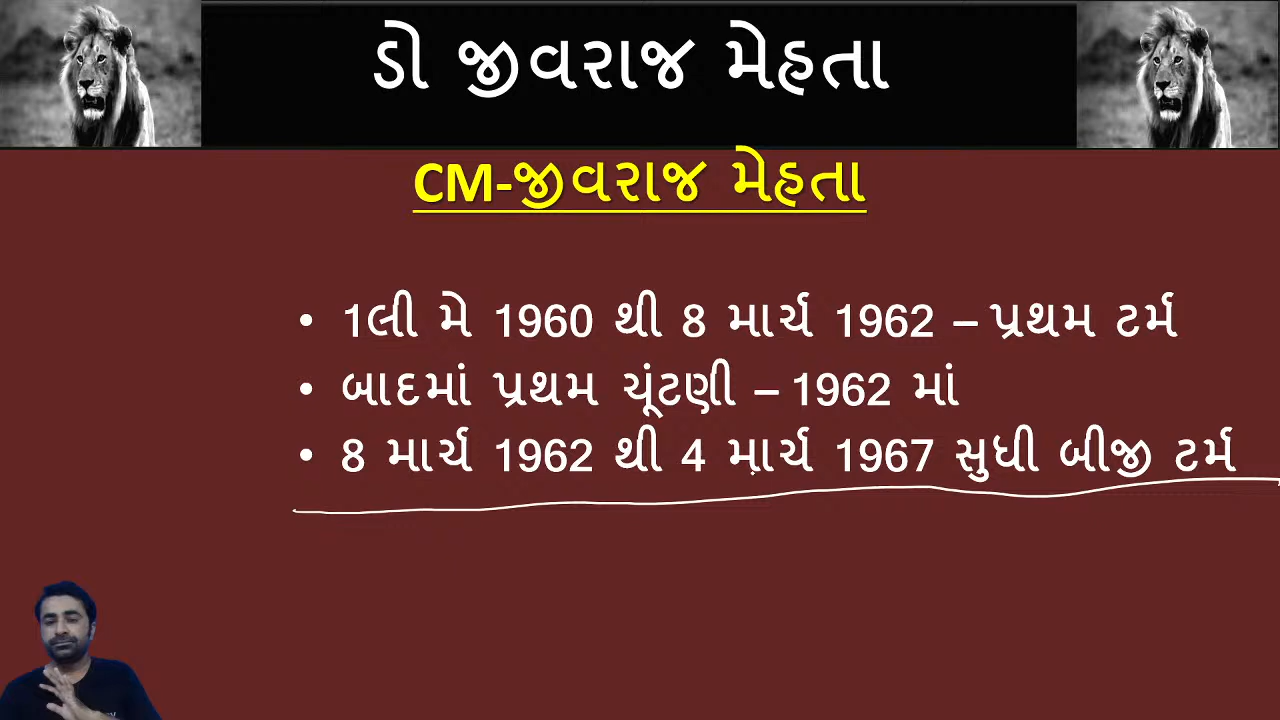 ડો જીવરાજ મેહતા
CM-જીવરાજ મેહતા
• 1લી મે 1960 થી 8 માર્ચ 1962 – પ્રથમ ટર્મ
• બાદમાં પ્રથમ ચૂંટણી – 1962 માં
• 8 માર્ચ 1962 થી 4 માર્ચ 1967 સુધી બીજી ટર્મ